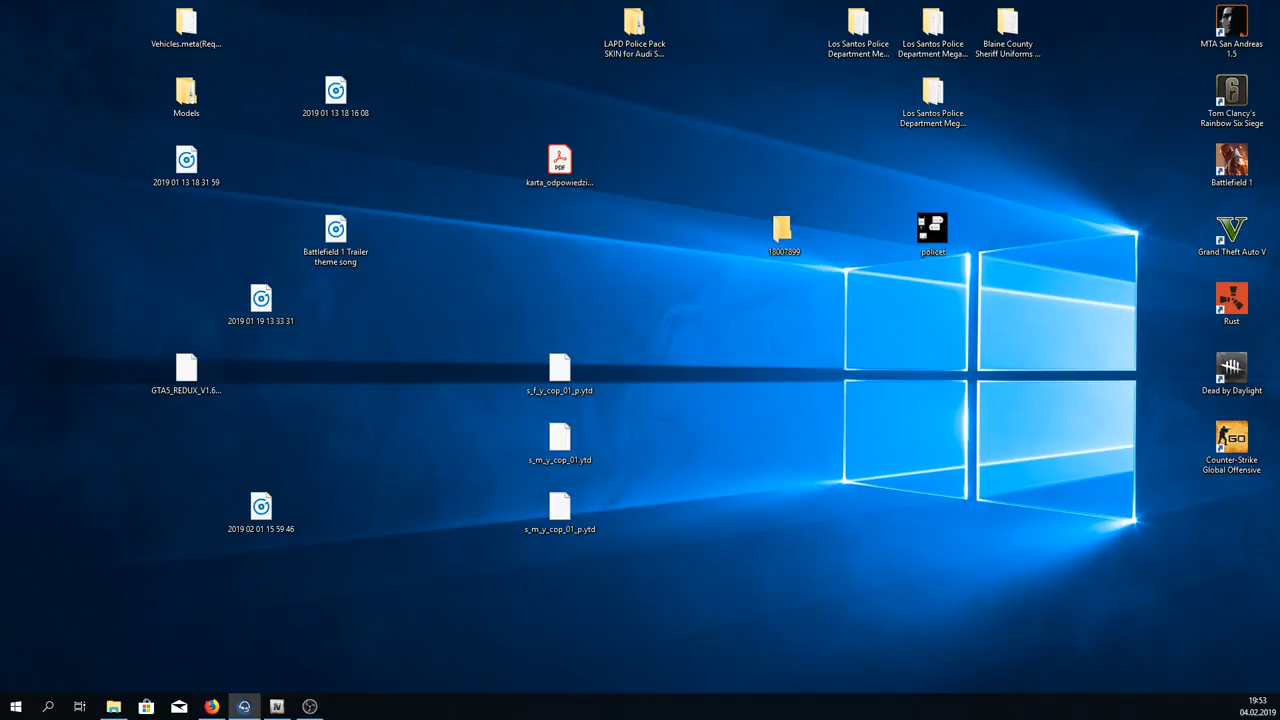 Vehicles.meta(Req...
LAPD Police Pack
SKIN for Audi S...
Los Santos Police
Department Me...
Los Santos Police
Department Mega...
Blaine County
Sheriff Uniforms ...
MTA San Andreas
1.5
Models
2019 01 13 18 16 08
Los Santos Police
Department Meg...
Tom Clancy's
Rainbow Six Siege
2019 01 13 18 31 59
PDF
karta_odpowiedzi...
Battlefield 1
Battlefield 1 Trailer
theme song
18007899
policet
Grand Theft Auto V
2019 01 19 13 33 31
Rust
GTA5_REDUX_V1.6...
s_f_y_cop_01_p.ytd
Dead by Daylight
s_m_y_cop_01.ytd
GO
Counter-Strike
Global Offensive
2019 02 01 15 59 46
s_m_y_cop_01_p.ytd
19:53
04.02.2019